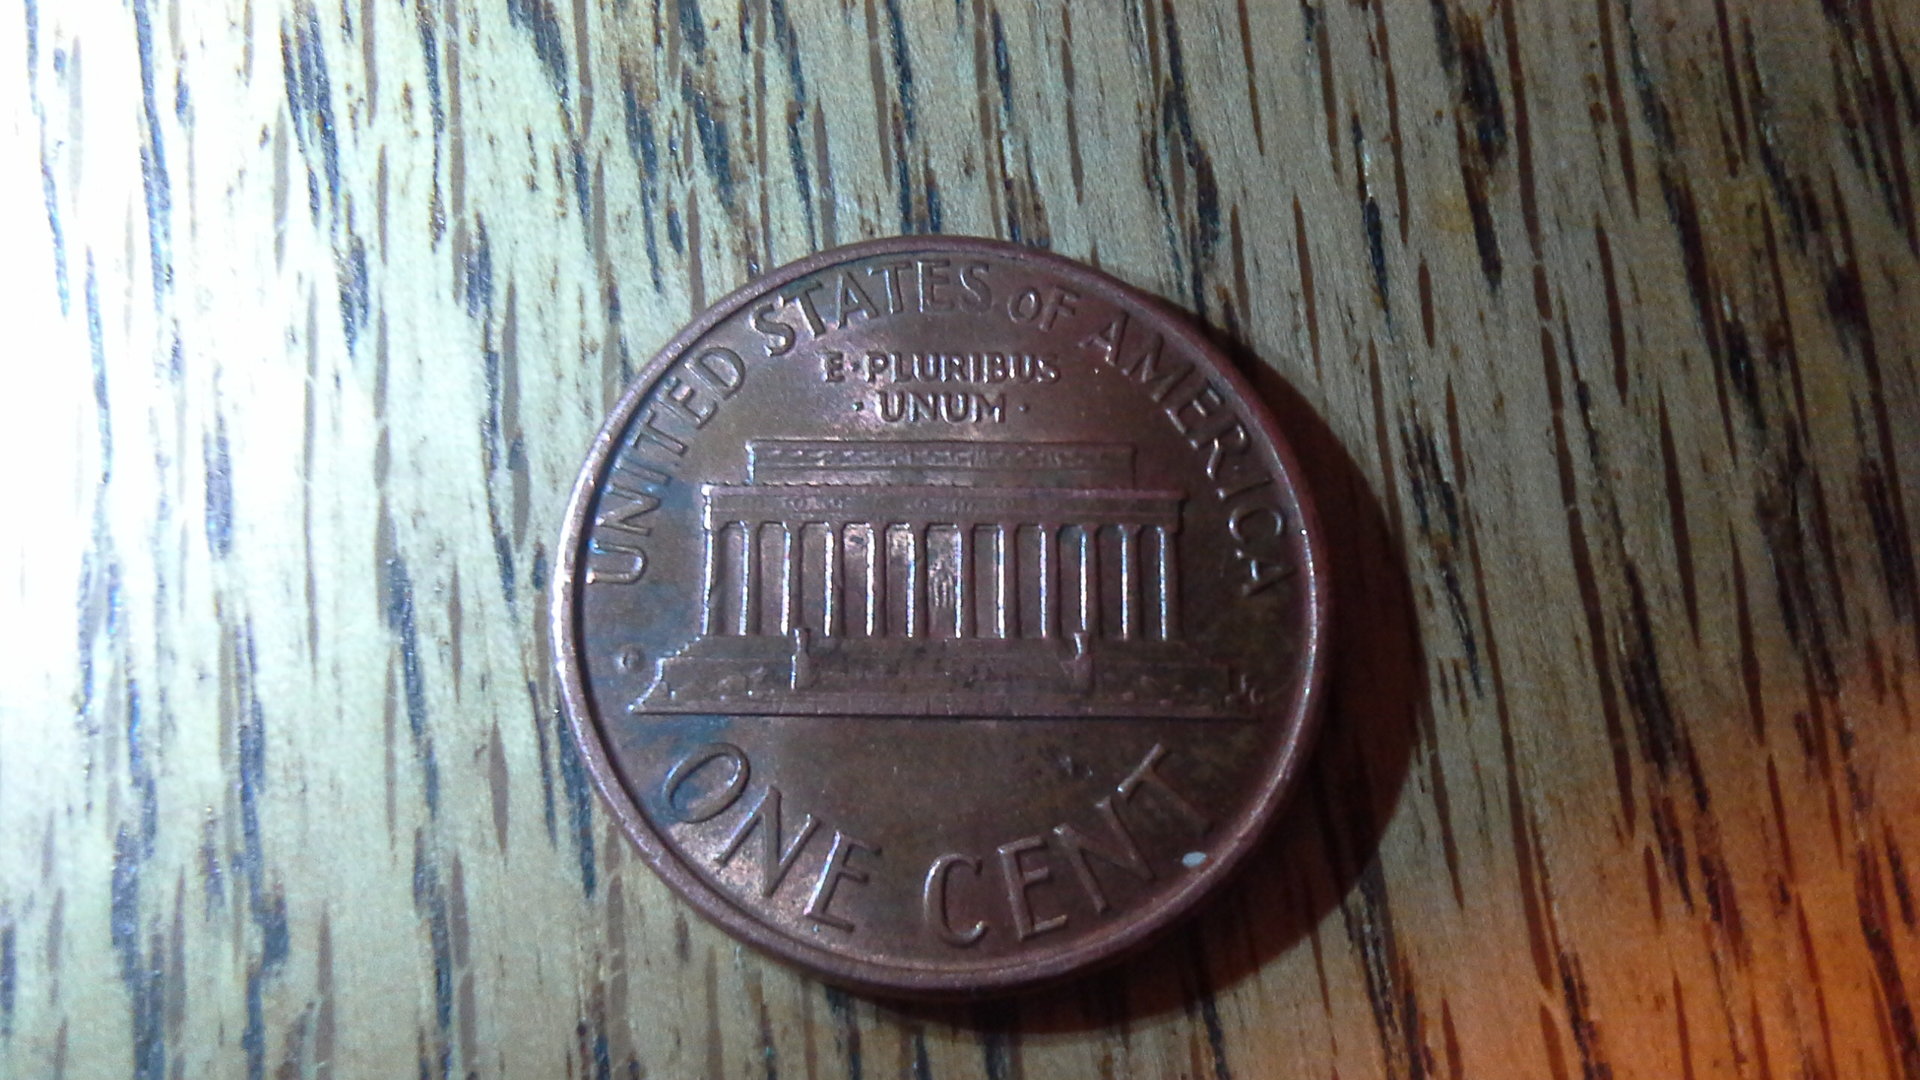 UNITED STATES OF AMERICA
E·PLURIBUS
·UNUM·
ONE CENT